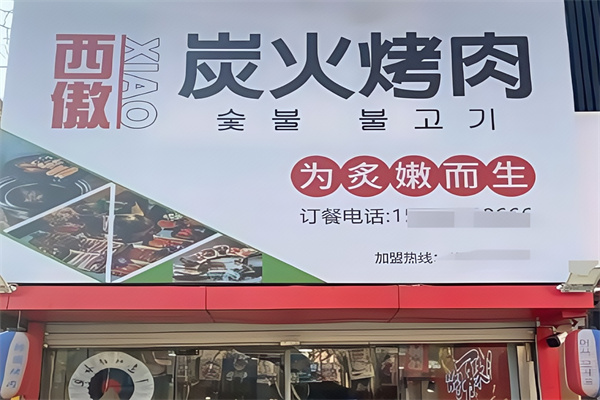 西傲
XIAO
炭火烤肉
숯불 불고기
为炙嫩而生
订餐电话:15
加盟热线: